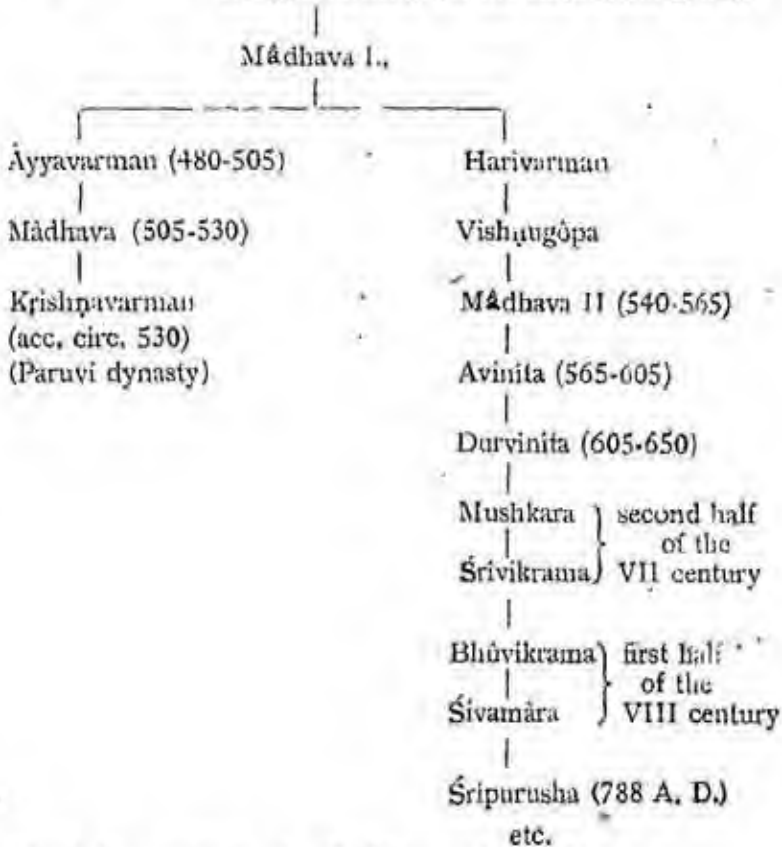 Mâdhava I.,
Âyyavarman (480-505) Harivarman
Mâdhava (505-530) Vishṇugôpa
Kṛishṇavarman Mâdhava II (540-565)
(acc. circ. 530)
(Paruvi dynasty) Avinita (565-605)
Durvinita (605-650)
Mushkara } second half
of the
Śrivikrama VII century
Bhûvikrama } first half
of the
Śivamâra VIII century
Śripurusha (788 A. D.)
etc.